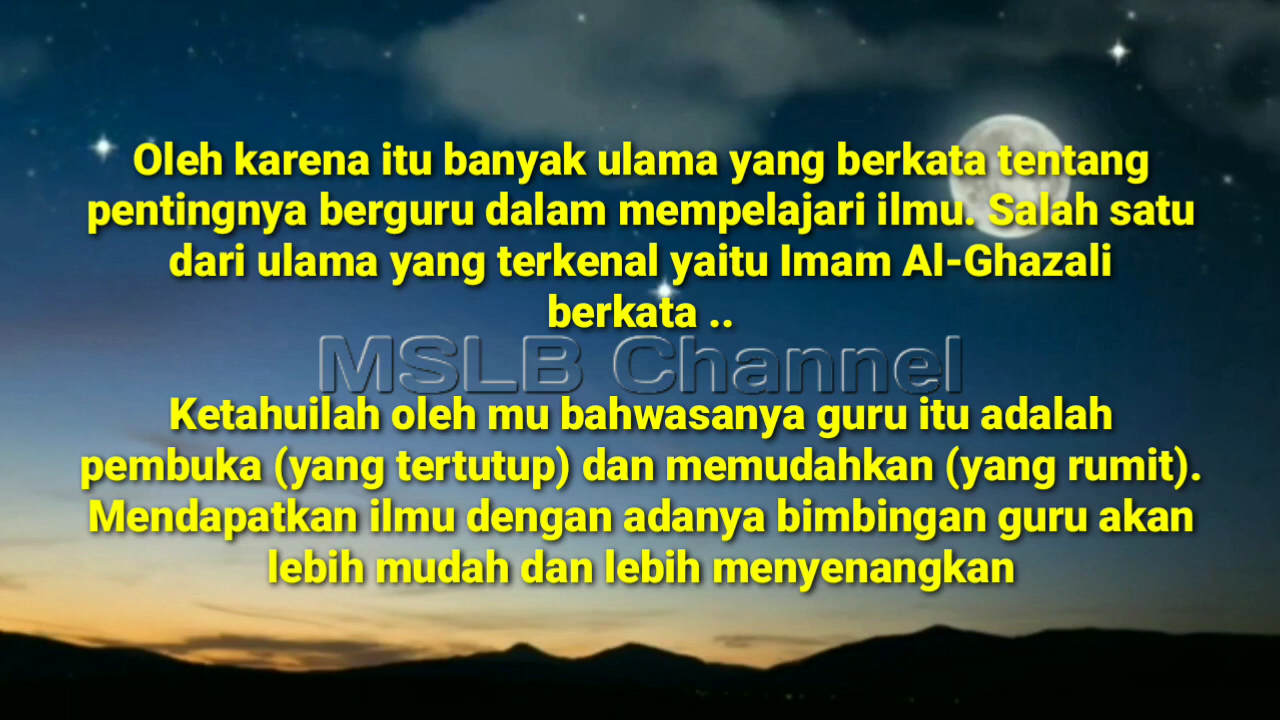 Oleh karena itu banyak ulama yang berkata tentang
pentingnya berguru dalam mempelajari ilmu. Salah satu
dari ulama yang terkenal yaitu Imam Al-Ghazali
berkata ..
MSLB Channel
Ketahuilah oleh mu bahwasanya guru itu adalah
pembuka (yang tertutup) dan memudahkan (yang rumit).
Mendapatkan ilmu dengan adanya bimbingan guru akan
lebih mudah dan lebih menyenangkan